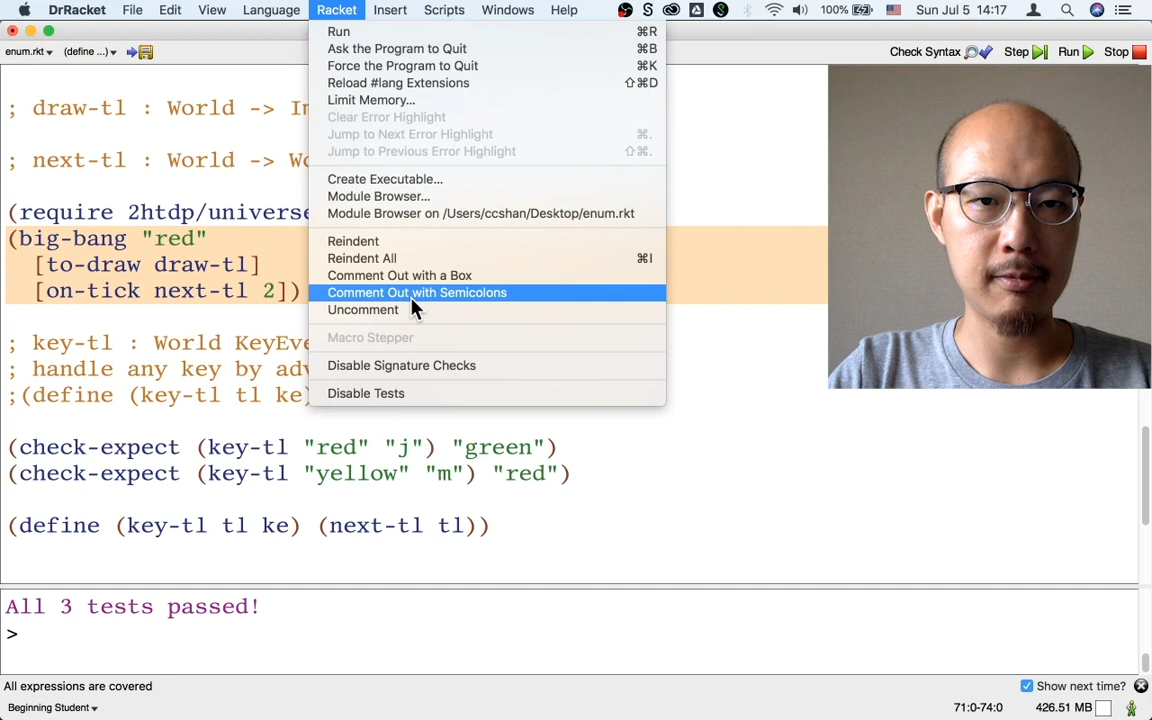 DrRacket File Edit View Language Racket Insert Scripts Windows Help 100% Sun Jul 5 14:17
enum.rkt (define ...) Check Syntax Step Run Stop
Run ⌘R
Ask the Program to Quit ⌘B
Force the Program to Quit ⌘K
Reload #lang Extensions ⇧⌘D
Limit Memory...
Clear Error Highlight
Jump to Next Error Highlight ⌘.
Jump to Previous Error Highlight ⇧⌘.
Create Executable...
Module Browser...
Module Browser on /Users/ccshan/Desktop/enum.rkt
Reindent
Reindent All ⌘I
Comment Out with a Box
Comment Out with Semicolons
Uncomment
Macro Stepper
Disable Signature Checks
Disable Tests
; draw-tl : World ->
; next-tl : World ->
(require 2htdp/universe
(big-bang "red"
[to-draw draw-tl]
[on-tick next-tl 2])
; key-tl : World
; handle any key by
;(define (key-tl tl ke)
(check-expect (key-tl "red" "j") "green")
(check-expect (key-tl "yellow" "m") "red")
(define (key-tl tl ke) (next-tl tl))
All 3 tests passed!
>
All expressions are covered Show next time?
Beginning Student 71:0-74:0 426.51 MB